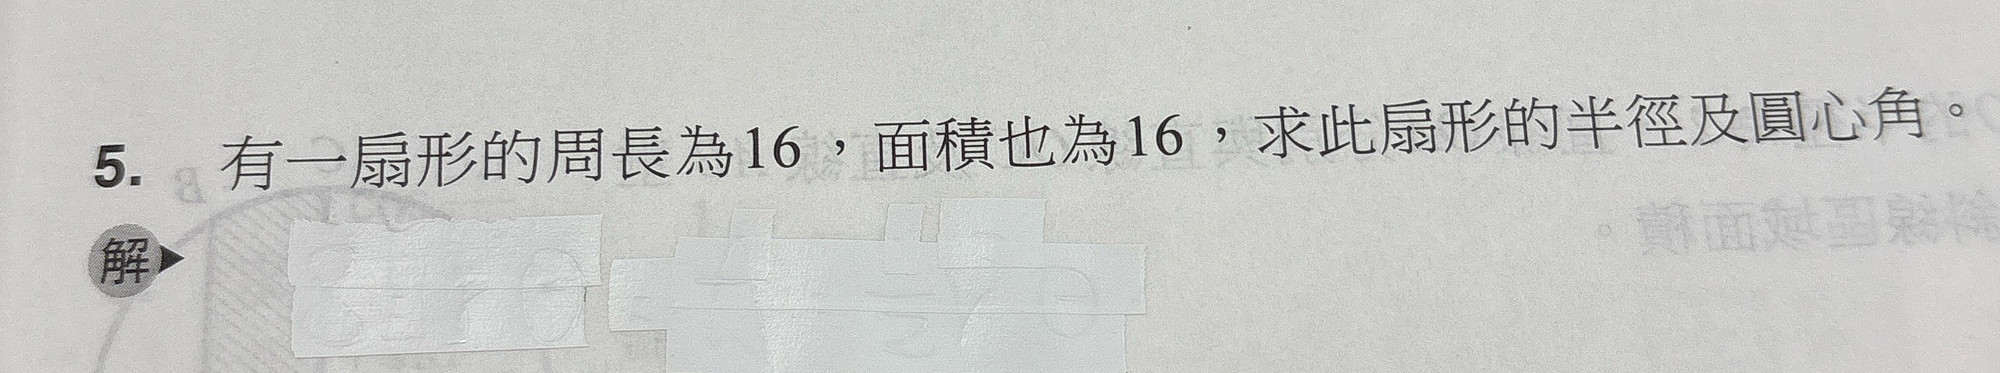 5. 有一扇形的周長為16，面積也為16，求此扇形的半徑及圓心角。
解